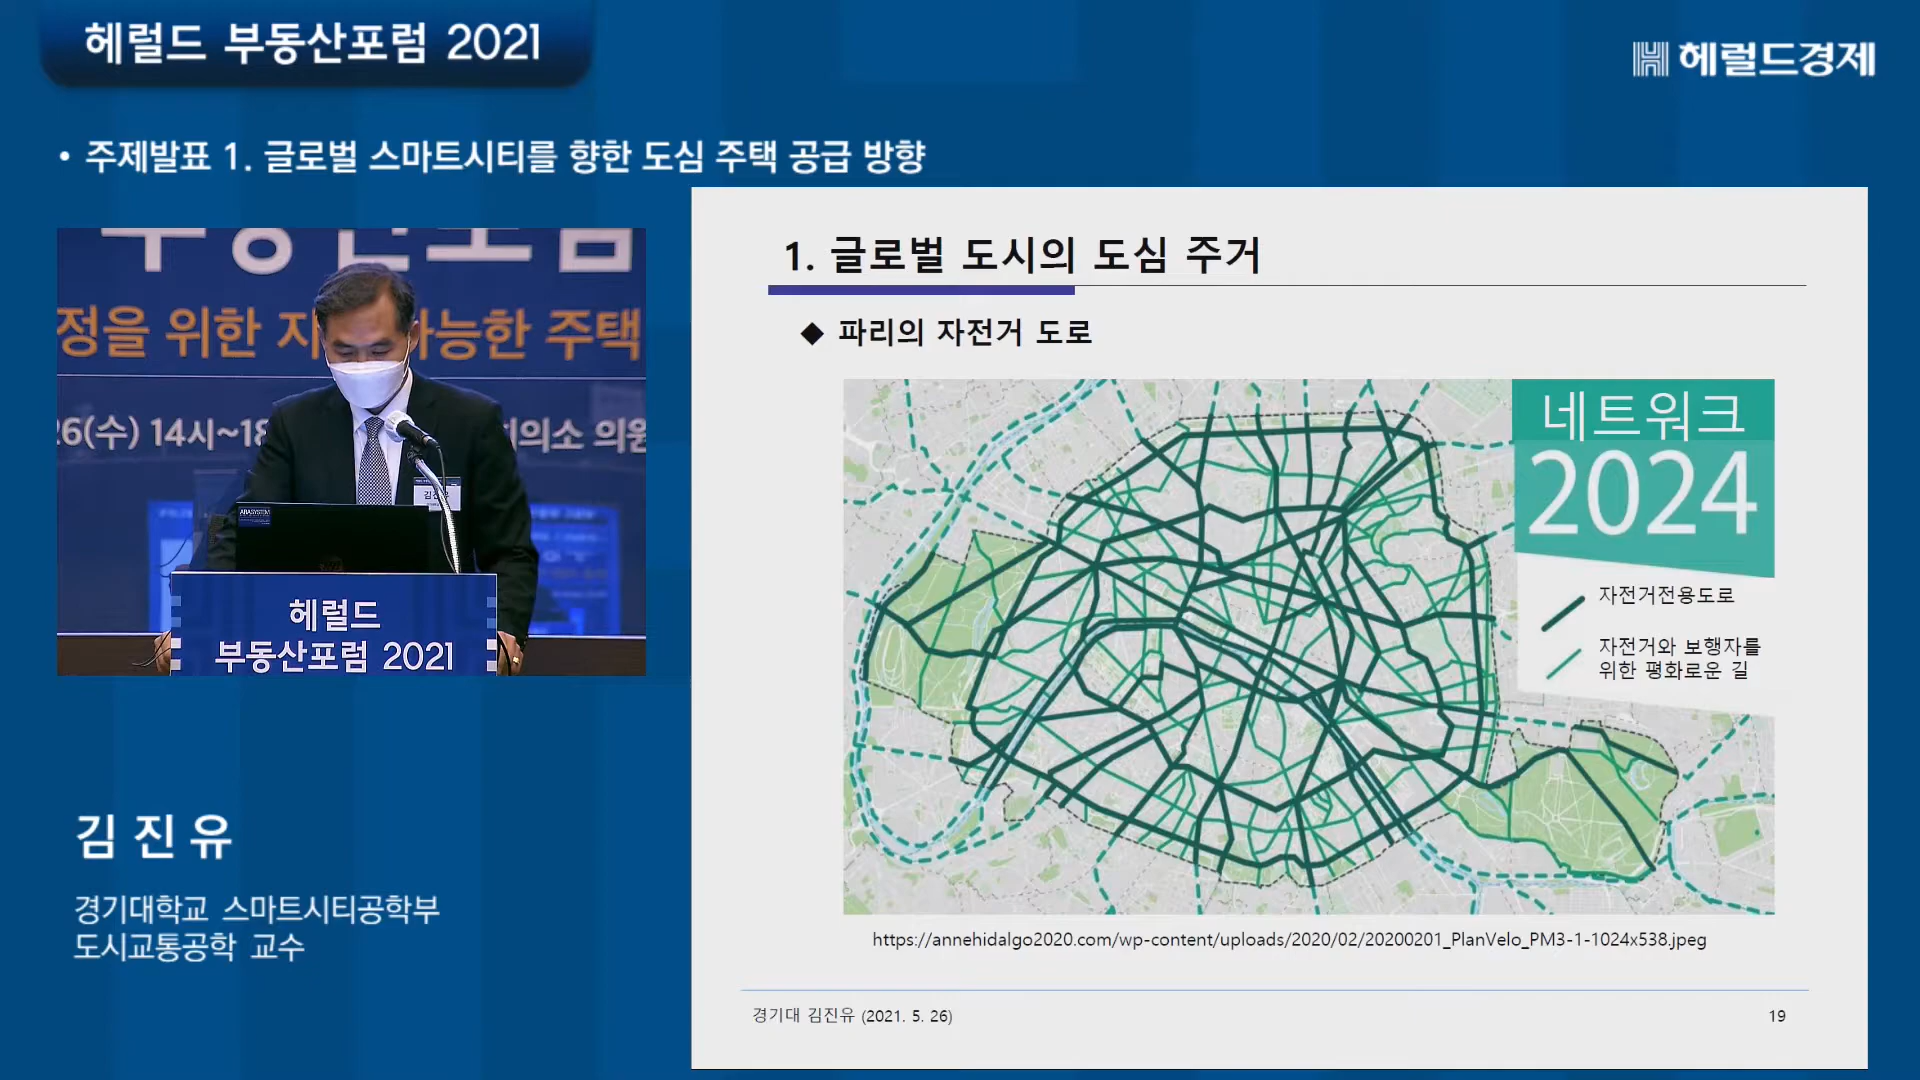 헤럴드 부동산포럼 2021
헤럴드경제
• 주제발표 1. 글로벌 스마트시티를 향한 도심 주택 공급 방향
정을 위한 지 가능한 주택
26(수) 14시~18 회의소 의원
헤럴드
부동산포럼 2021
김진유
경기대학교 스마트시티공학부
도시교통공학 교수
1. 글로벌 도시의 도심 주거
◆ 파리의 자전거 도로
네트워크
2024
자전거전용도로
자전거와 보행자를
위한 평화로운 길
https://annehidalgo2020.com/wp-content/uploads/2020/02/20200201_PlanVelo_PM3-1-1024x538.jpeg
경기대 김진유 (2021. 5. 26)
19